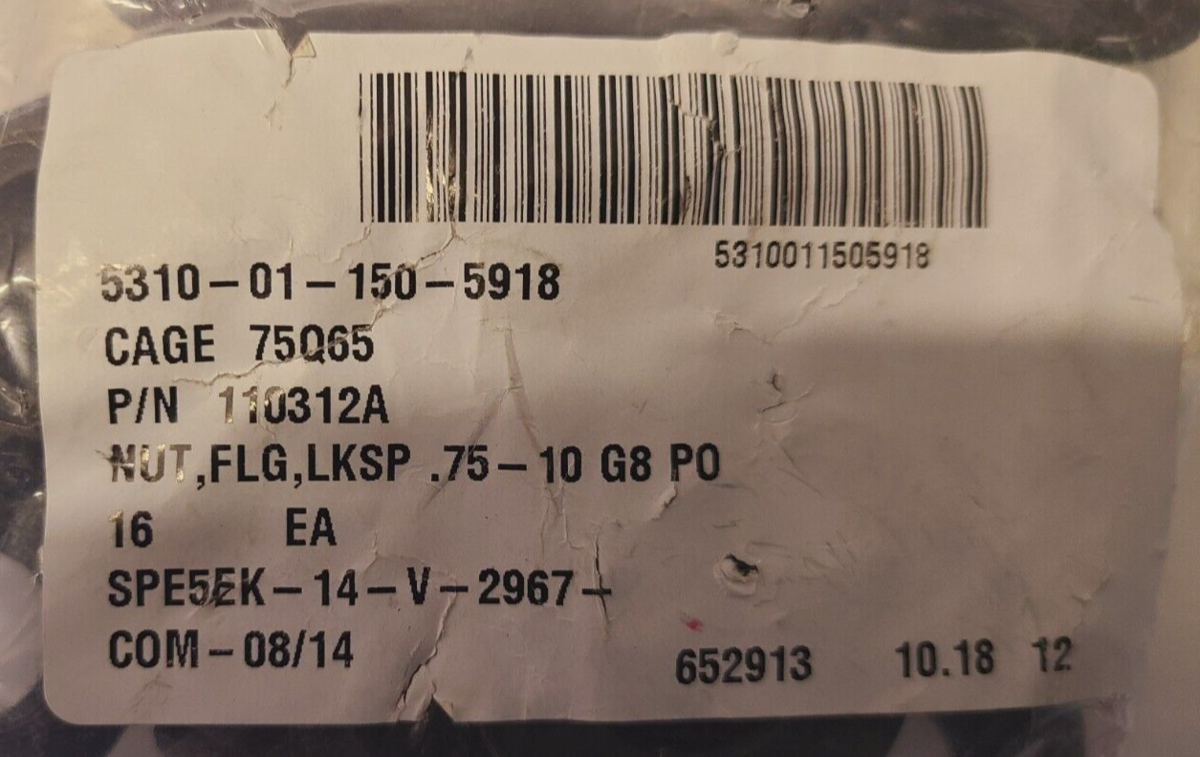 5310011505918
5310-01-150-5918
CAGE 75Q65
P/N 110312A
NUT,FLG,LKSP .75-10 G8 PO
16 EA
SPE5EK-14-V-2967-
COM-08/14
652913 10.18 12